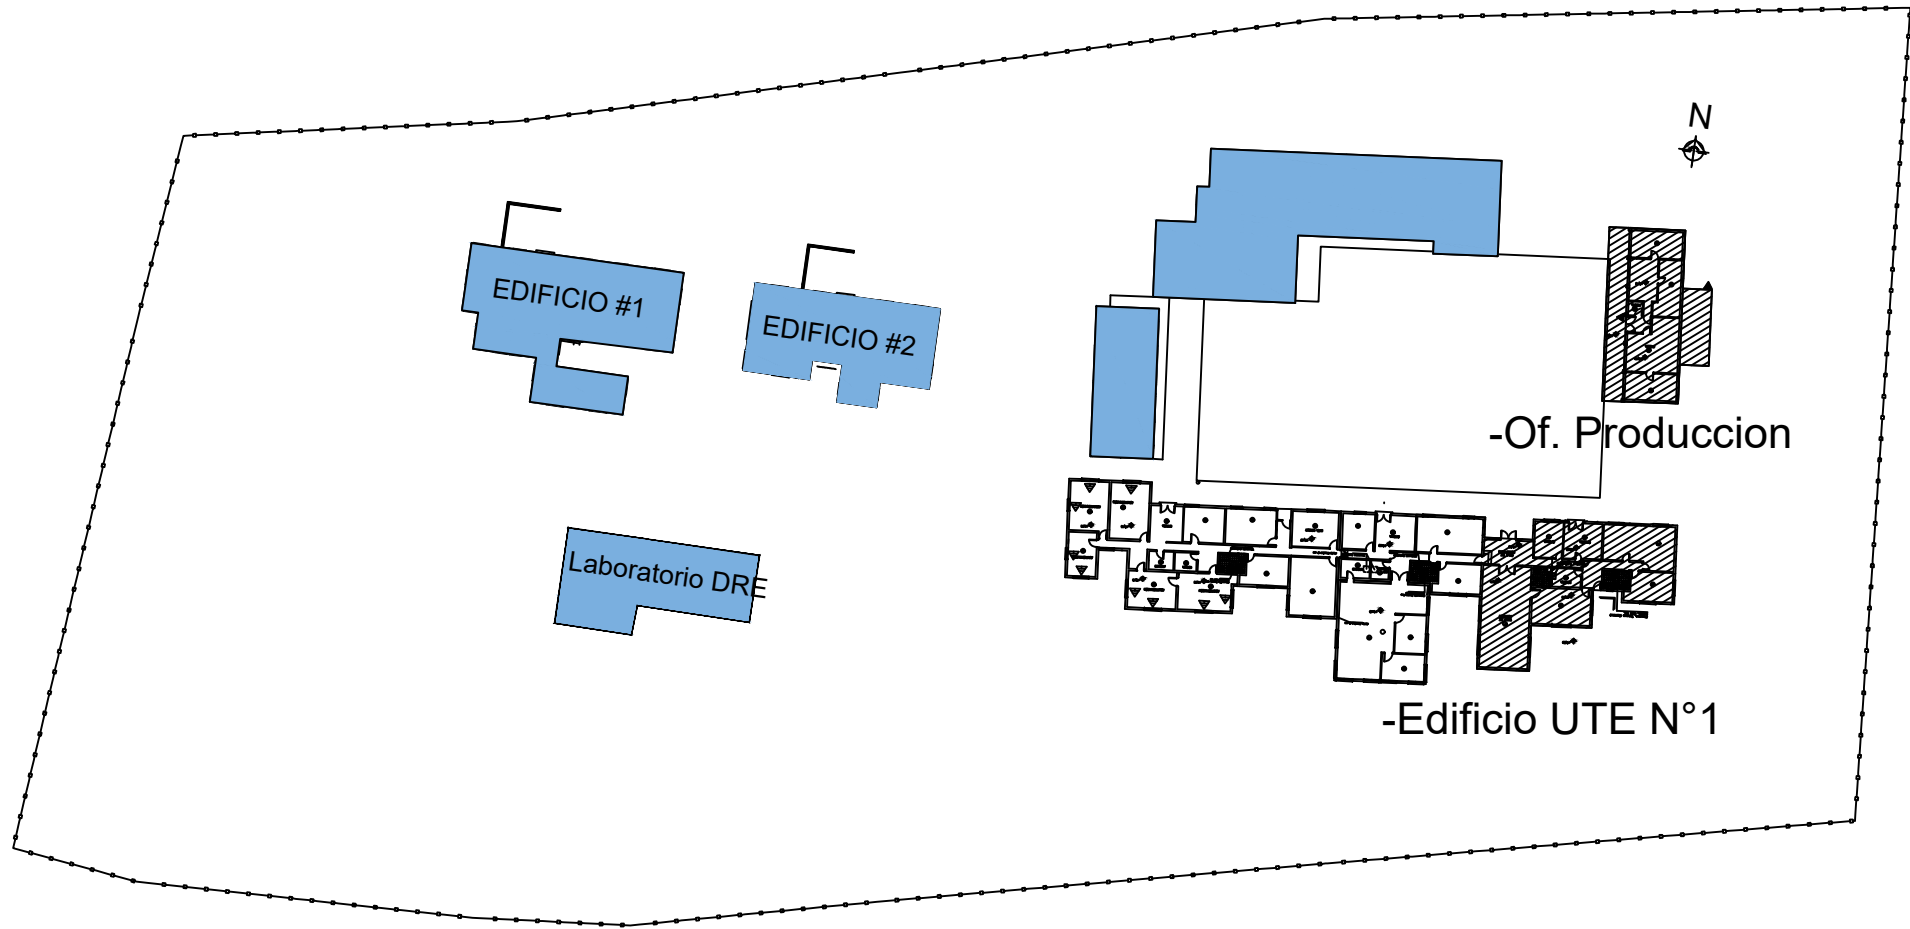 N
EDIFICIO #1
EDIFICIO #2
-Of. Produccion
Laboratorio DRE
-Edificio UTE N°1